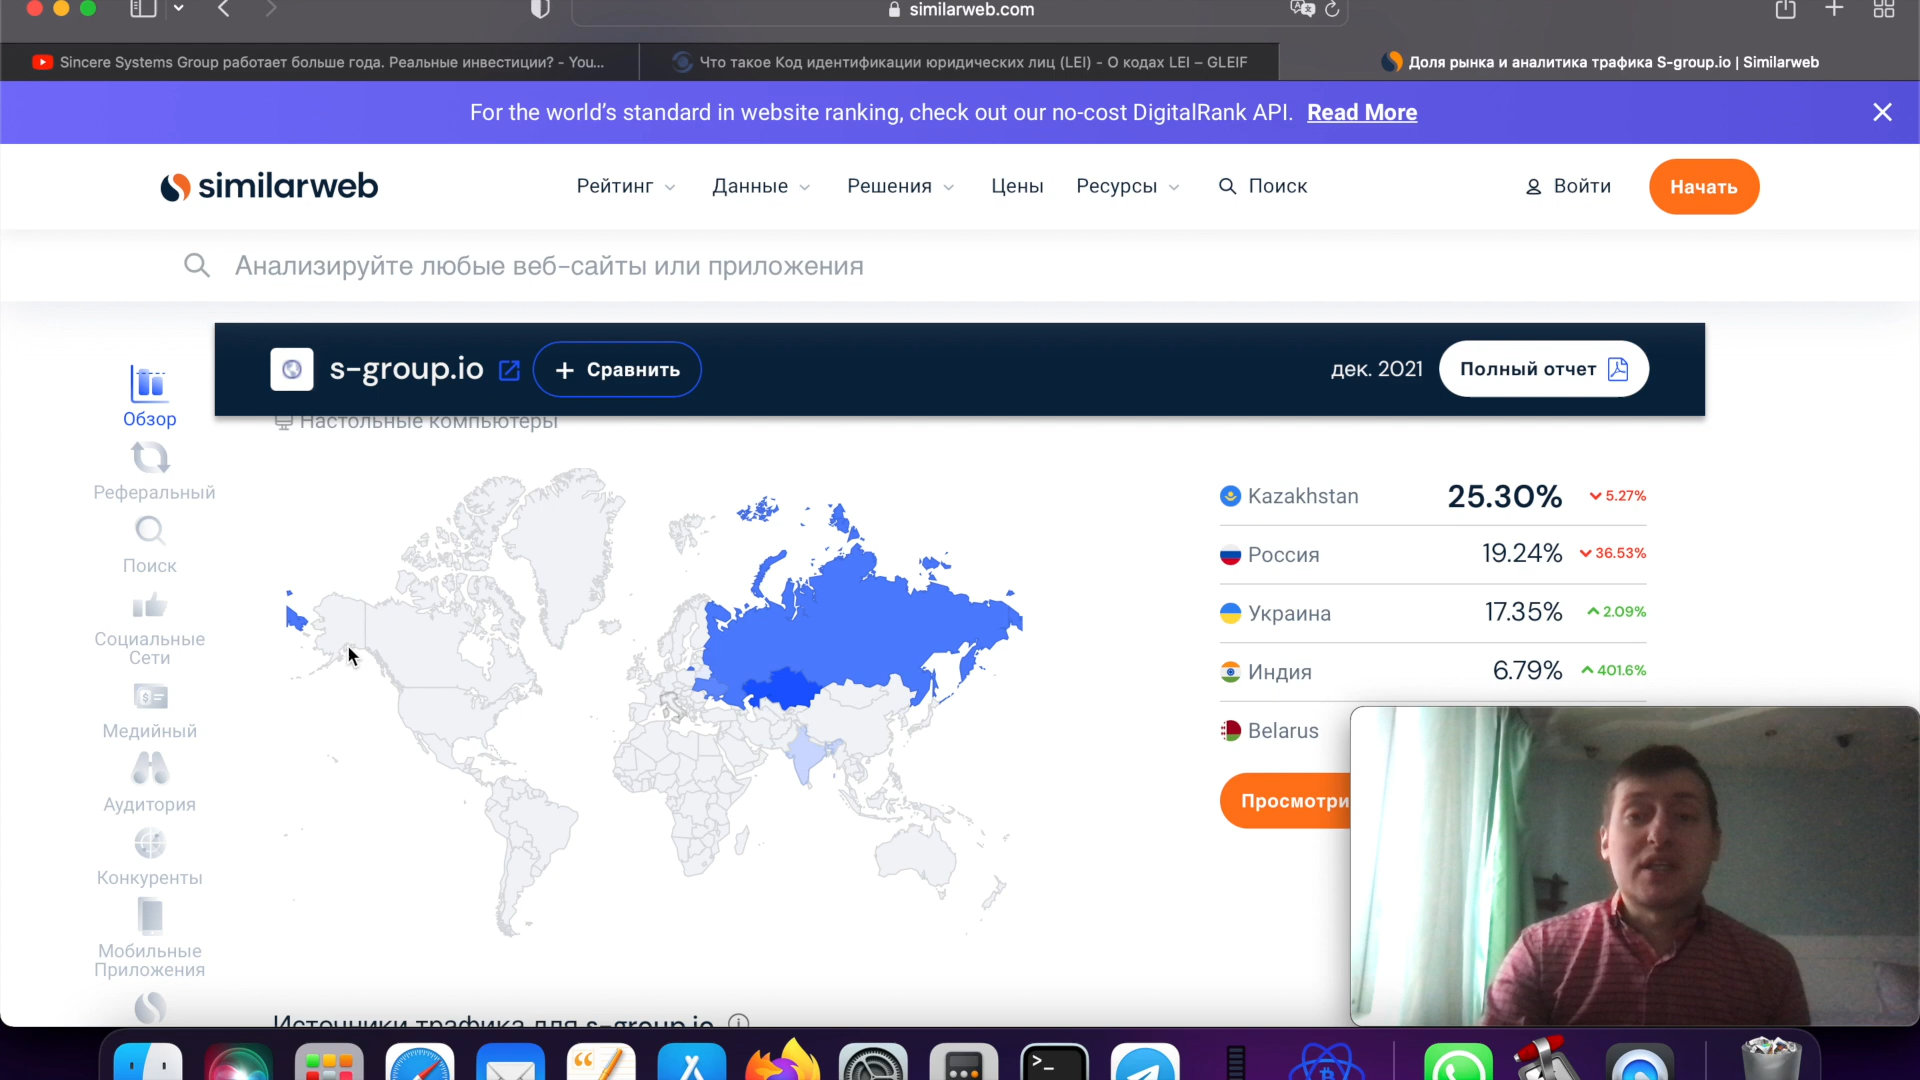 similarweb.com
Sincere Systems Group работает больше года. Реальные инвестиции? - You...
Что такое Код идентификации юридических лиц (LEI) - О кодах LEI – GLEIF
Доля рынка и аналитика трафика S-group.io | Similarweb
For the world's standard in website ranking, check out our no-cost DigitalRank API. Read More
similarweb
Рейтинг
Данные
Решения
Цены
Ресурсы
Поиск
Войти
Начать
Анализируйте любые веб-сайты или приложения
s-group.io
+ Сравнить
дек. 2021
Полный отчет
Настольные компьютеры
Обзор
Реферальный
Поиск
Социальные
Сети
Медийный
Аудитория
Конкуренты
Мобильные
Приложения
Kazakhstan 25.30% 5.27%
Россия 19.24% 36.53%
Украина 17.35% 2.09%
Индия 6.79% 401.6%
Belarus
Просмотри
Источники трафика для s-group.io